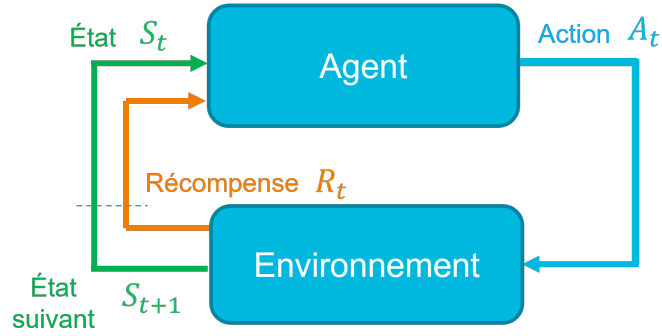 État S_t
Agent
Action A_t
Récompense R_t
Environnement
État
suivant S_{t+1}